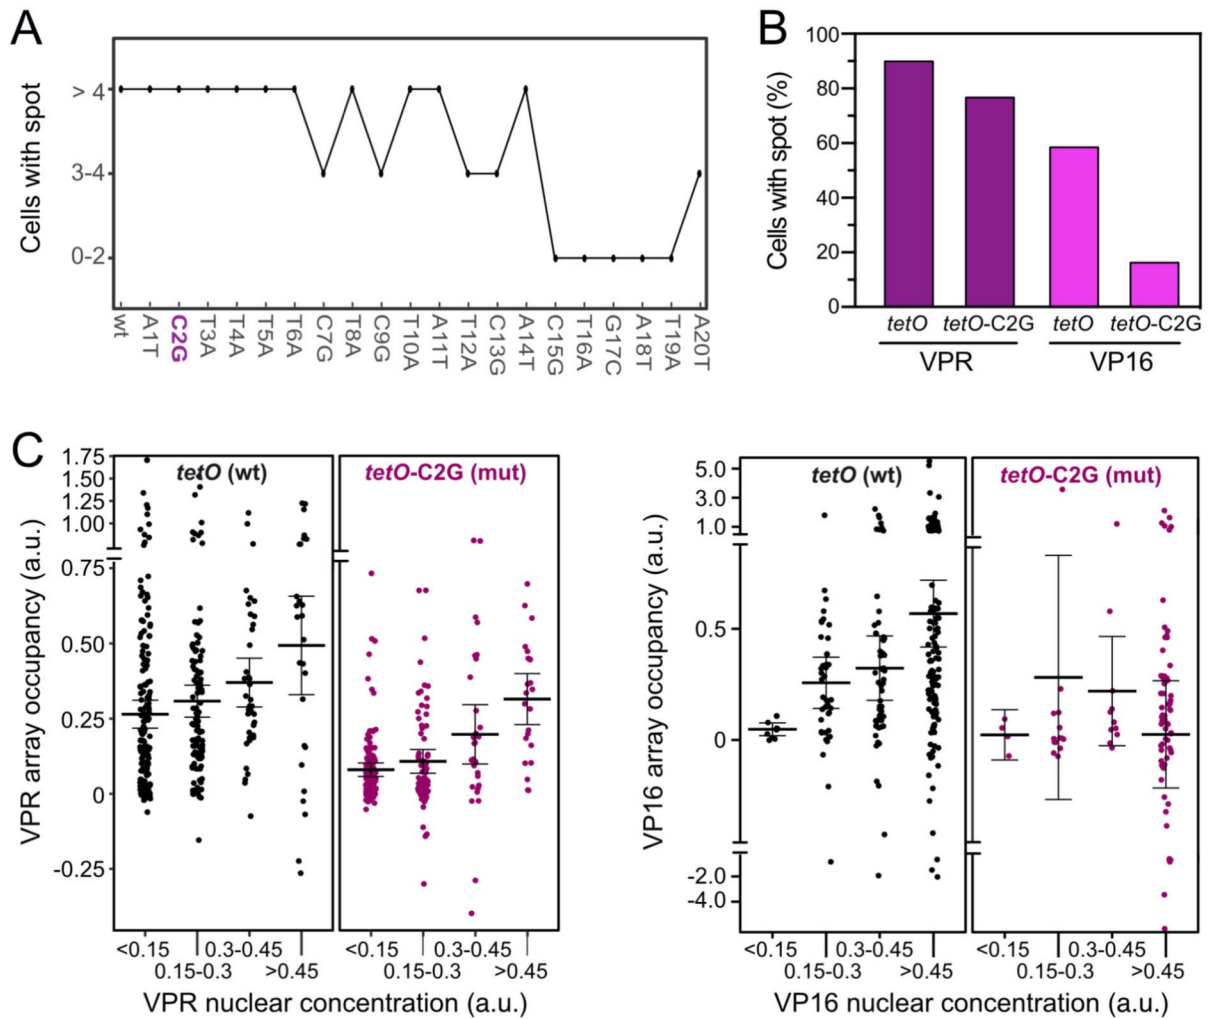 A
Cells with spot
> 4
3-4
0-2
wt
A1T
C2G
T3A
T4A
T5A
T6A
C7G
T8A
C9G
T10A
A11T
T12A
C13G
A14T
C15G
T16A
G17C
A18T
T19A
A20T
B
Cells with spot (%)
100
80
60
40
20
0
tetO
tetO-C2G
tetO
tetO-C2G
VPR
VP16
C
VPR array occupancy (a.u.)
1.75
1.50
1.25
1.00
0.75
0.50
0.25
0
-0.25
tetO (wt)
tetO-C2G (mut)
<0.15
0.3-0.45
0.15-0.3
>0.45
<0.15
0.3-0.45
0.15-0.3
>0.45
VPR nuclear concentration (a.u.)
VP16 array occupancy (a.u.)
5.0
3.0
1.0
0.5
0
-2.0
-4.0
tetO (wt)
tetO-C2G (mut)
<0.15
0.3-0.45
0.15-0.3
>0.45
<0.15
0.3-0.45
0.15-0.3
>0.45
VP16 nuclear concentration (a.u.)